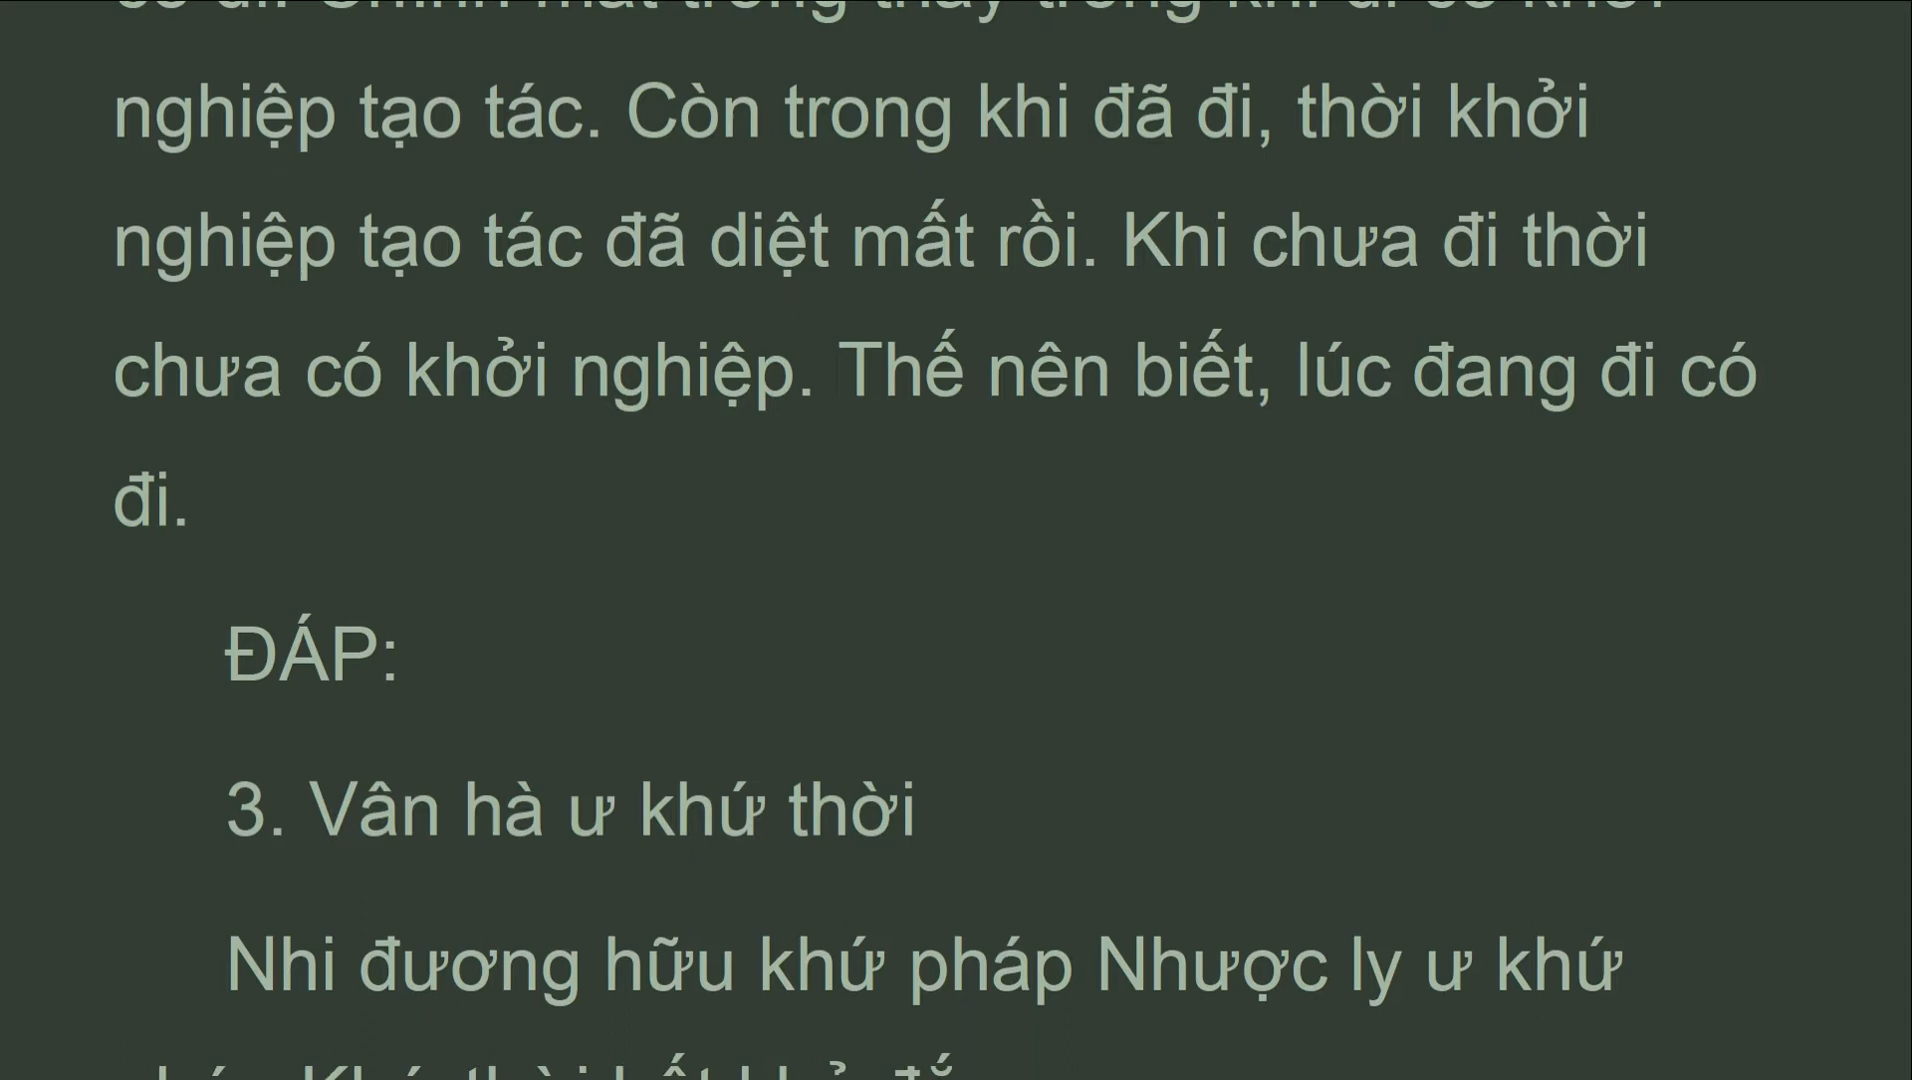 nghiệp tạo tác. Còn trong khi đã đi, thời khởi
nghiệp tạo tác đã diệt mất rồi. Khi chưa đi thời
chưa có khởi nghiệp. Thế nên biết, lúc đang đi có
đi.
ĐÁP:
3. Vân hà ư khứ thời
Nhi đương hữu khứ pháp Nhược ly ư khứ